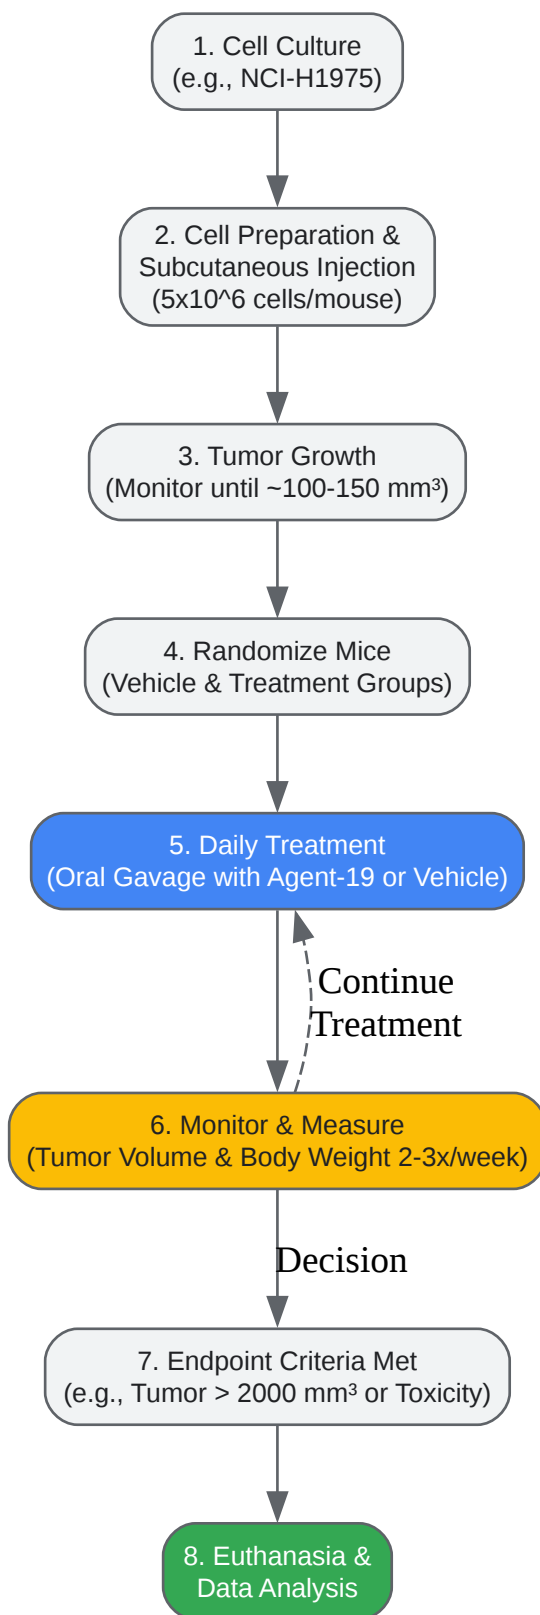 1. Cell Culture
(e.g., NCI-H1975)
2. Cell Preparation &
Subcutaneous Injection
(5x10^6 cells/mouse)
3. Tumor Growth
(Monitor until ~100-150 mm³)
4. Randomize Mice
(Vehicle & Treatment Groups)
5. Daily Treatment
(Oral Gavage with Agent-19 or Vehicle)
Continue
Treatment
6. Monitor & Measure
(Tumor Volume & Body Weight 2-3x/week)
Decision
7. Endpoint Criteria Met
(e.g., Tumor > 2000 mm³ or Toxicity)
8. Euthanasia &
Data Analysis